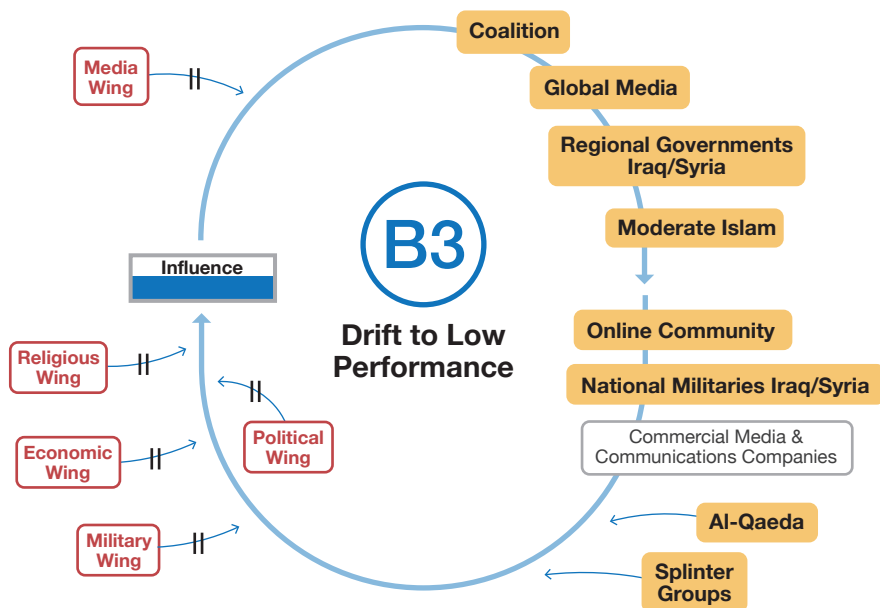 Coalition
Media
Wing
Global Media
Regional Governments
Iraq/Syria
B3
Moderate Islam
Influence
Drift to Low
Performance
Online Community
Religious
Wing
National Militaries Iraq/Syria
Political
Wing
Commercial Media &
Communications Companies
Economic
Wing
Al-Qaeda
Military
Wing
Splinter
Groups